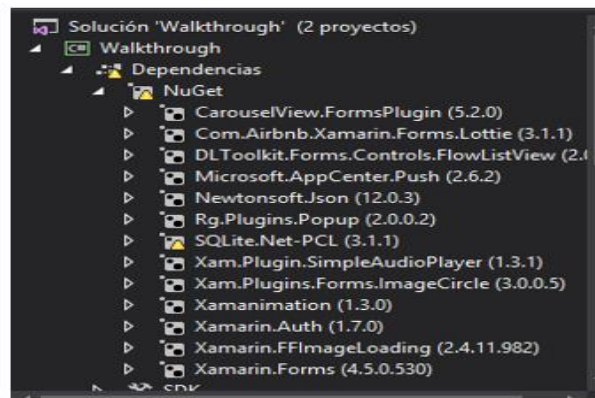 Solución 'Walkthrough' (2 proyectos)
C# Walkthrough
Dependencias
NuGet
CarouselView.FormsPlugin (5.2.0)
Com.Airbnb.Xamarin.Forms.Lottie (3.1.1)
DLToolkit.Forms.Controls.FlowListView (2.0
Microsoft.AppCenter.Push (2.6.2)
Newtonsoft.Json (12.0.3)
Rg.Plugins.Popup (2.0.0.2)
SQLite.Net-PCL (3.1.1)
Xam.Plugin.SimpleAudioPlayer (1.3.1)
Xam.Plugins.Forms.ImageCircle (3.0.0.5)
Xamanimation (1.3.0)
Xamarin.Auth (1.7.0)
Xamarin.FFImageLoading (2.4.11.982)
Xamarin.Forms (4.5.0.530)
SDK